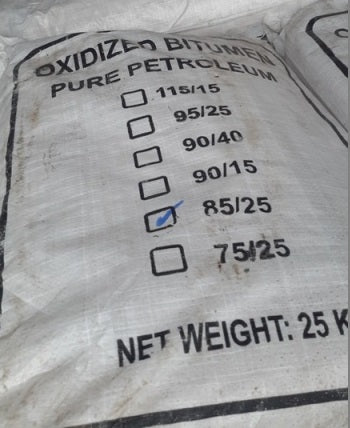 OXIDIZED BITUMEN
PURE PETROLEUM
115/15
95/25
90/40
90/15
85/25
75/25
NET WEIGHT: 25 K